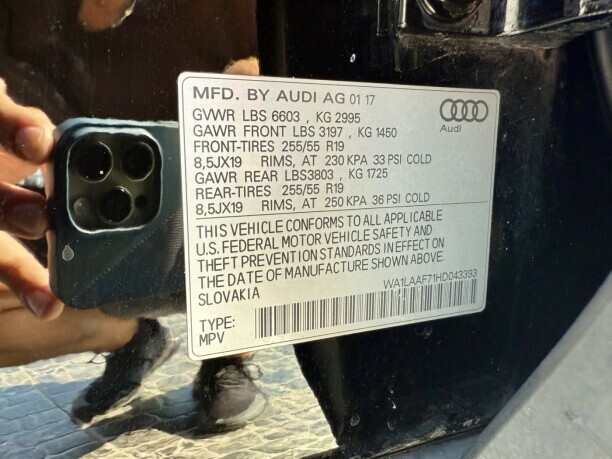 MFD. BY AUDI AG 01 17
GVWR LBS 6603 , KG 2995
GAWR FRONT LBS 3197 , KG 1450
FRONT-TIRES 255/55 R19
8,5JX19 RIMS, AT 230 KPA 33 PSI COLD
GAWR REAR LBS3803 , KG 1725
REAR-TIRES 255/55 R19
8,5JX19 RIMS, AT 250 KPA 36 PSI COLD
Audi
THIS VEHICLE CONFORMS TO ALL APPLICABLE
U.S. FEDERAL MOTOR VEHICLE SAFETY AND
THEFT PREVENTION STANDARDS IN EFFECT ON
THE DATE OF MANUFACTURE SHOWN ABOVE.
SLOVAKIA
WA1LAAF71HD043393
TYPE:
MPV